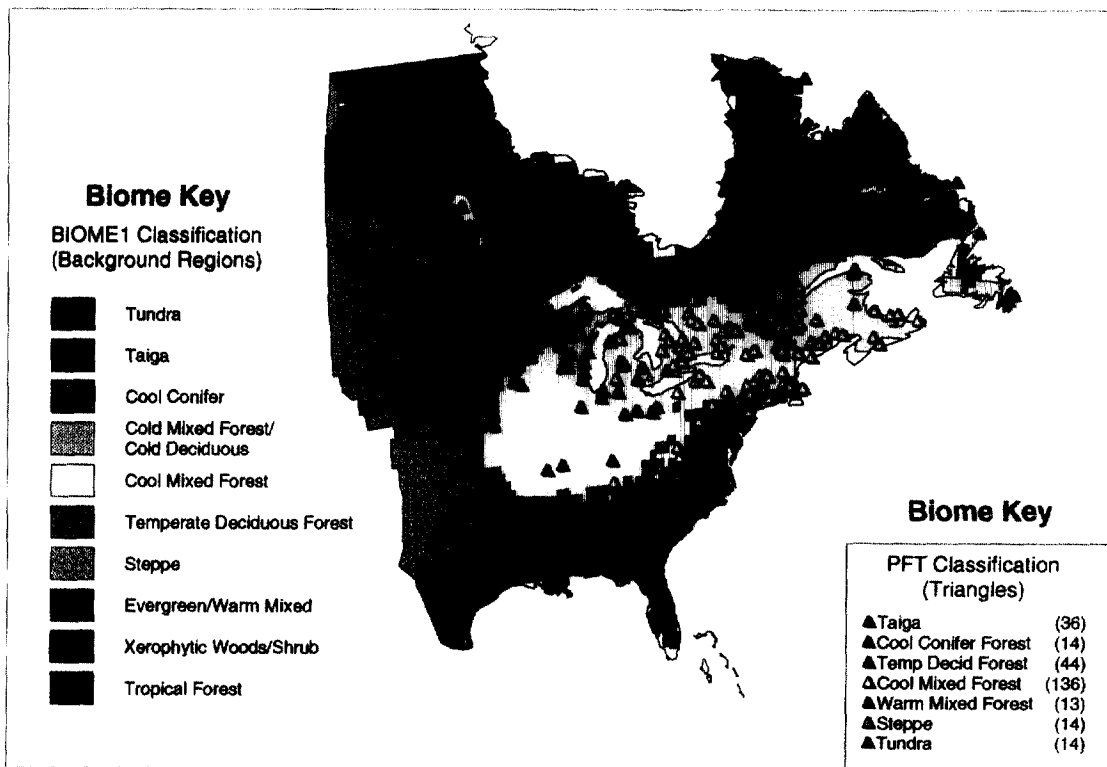 Biome Key
BIOME1 Classification
(Background Regions)
Tundra
Taiga
Cool Conifer
Cold Mixed Forest/
Cold Deciduous
Cool Mixed Forest
Temperate Deciduous Forest
Steppe
Evergreen/Warm Mixed
Xerophytic Woods/Shrub
Tropical Forest
Biome Key
PFT Classification
(Triangles)
Taiga (36)
Cool Conifer Forest (14)
Temp Decid Forest (44)
Cool Mixed Forest (136)
Warm Mixed Forest (13)
Steppe (14)
Tundra (14)